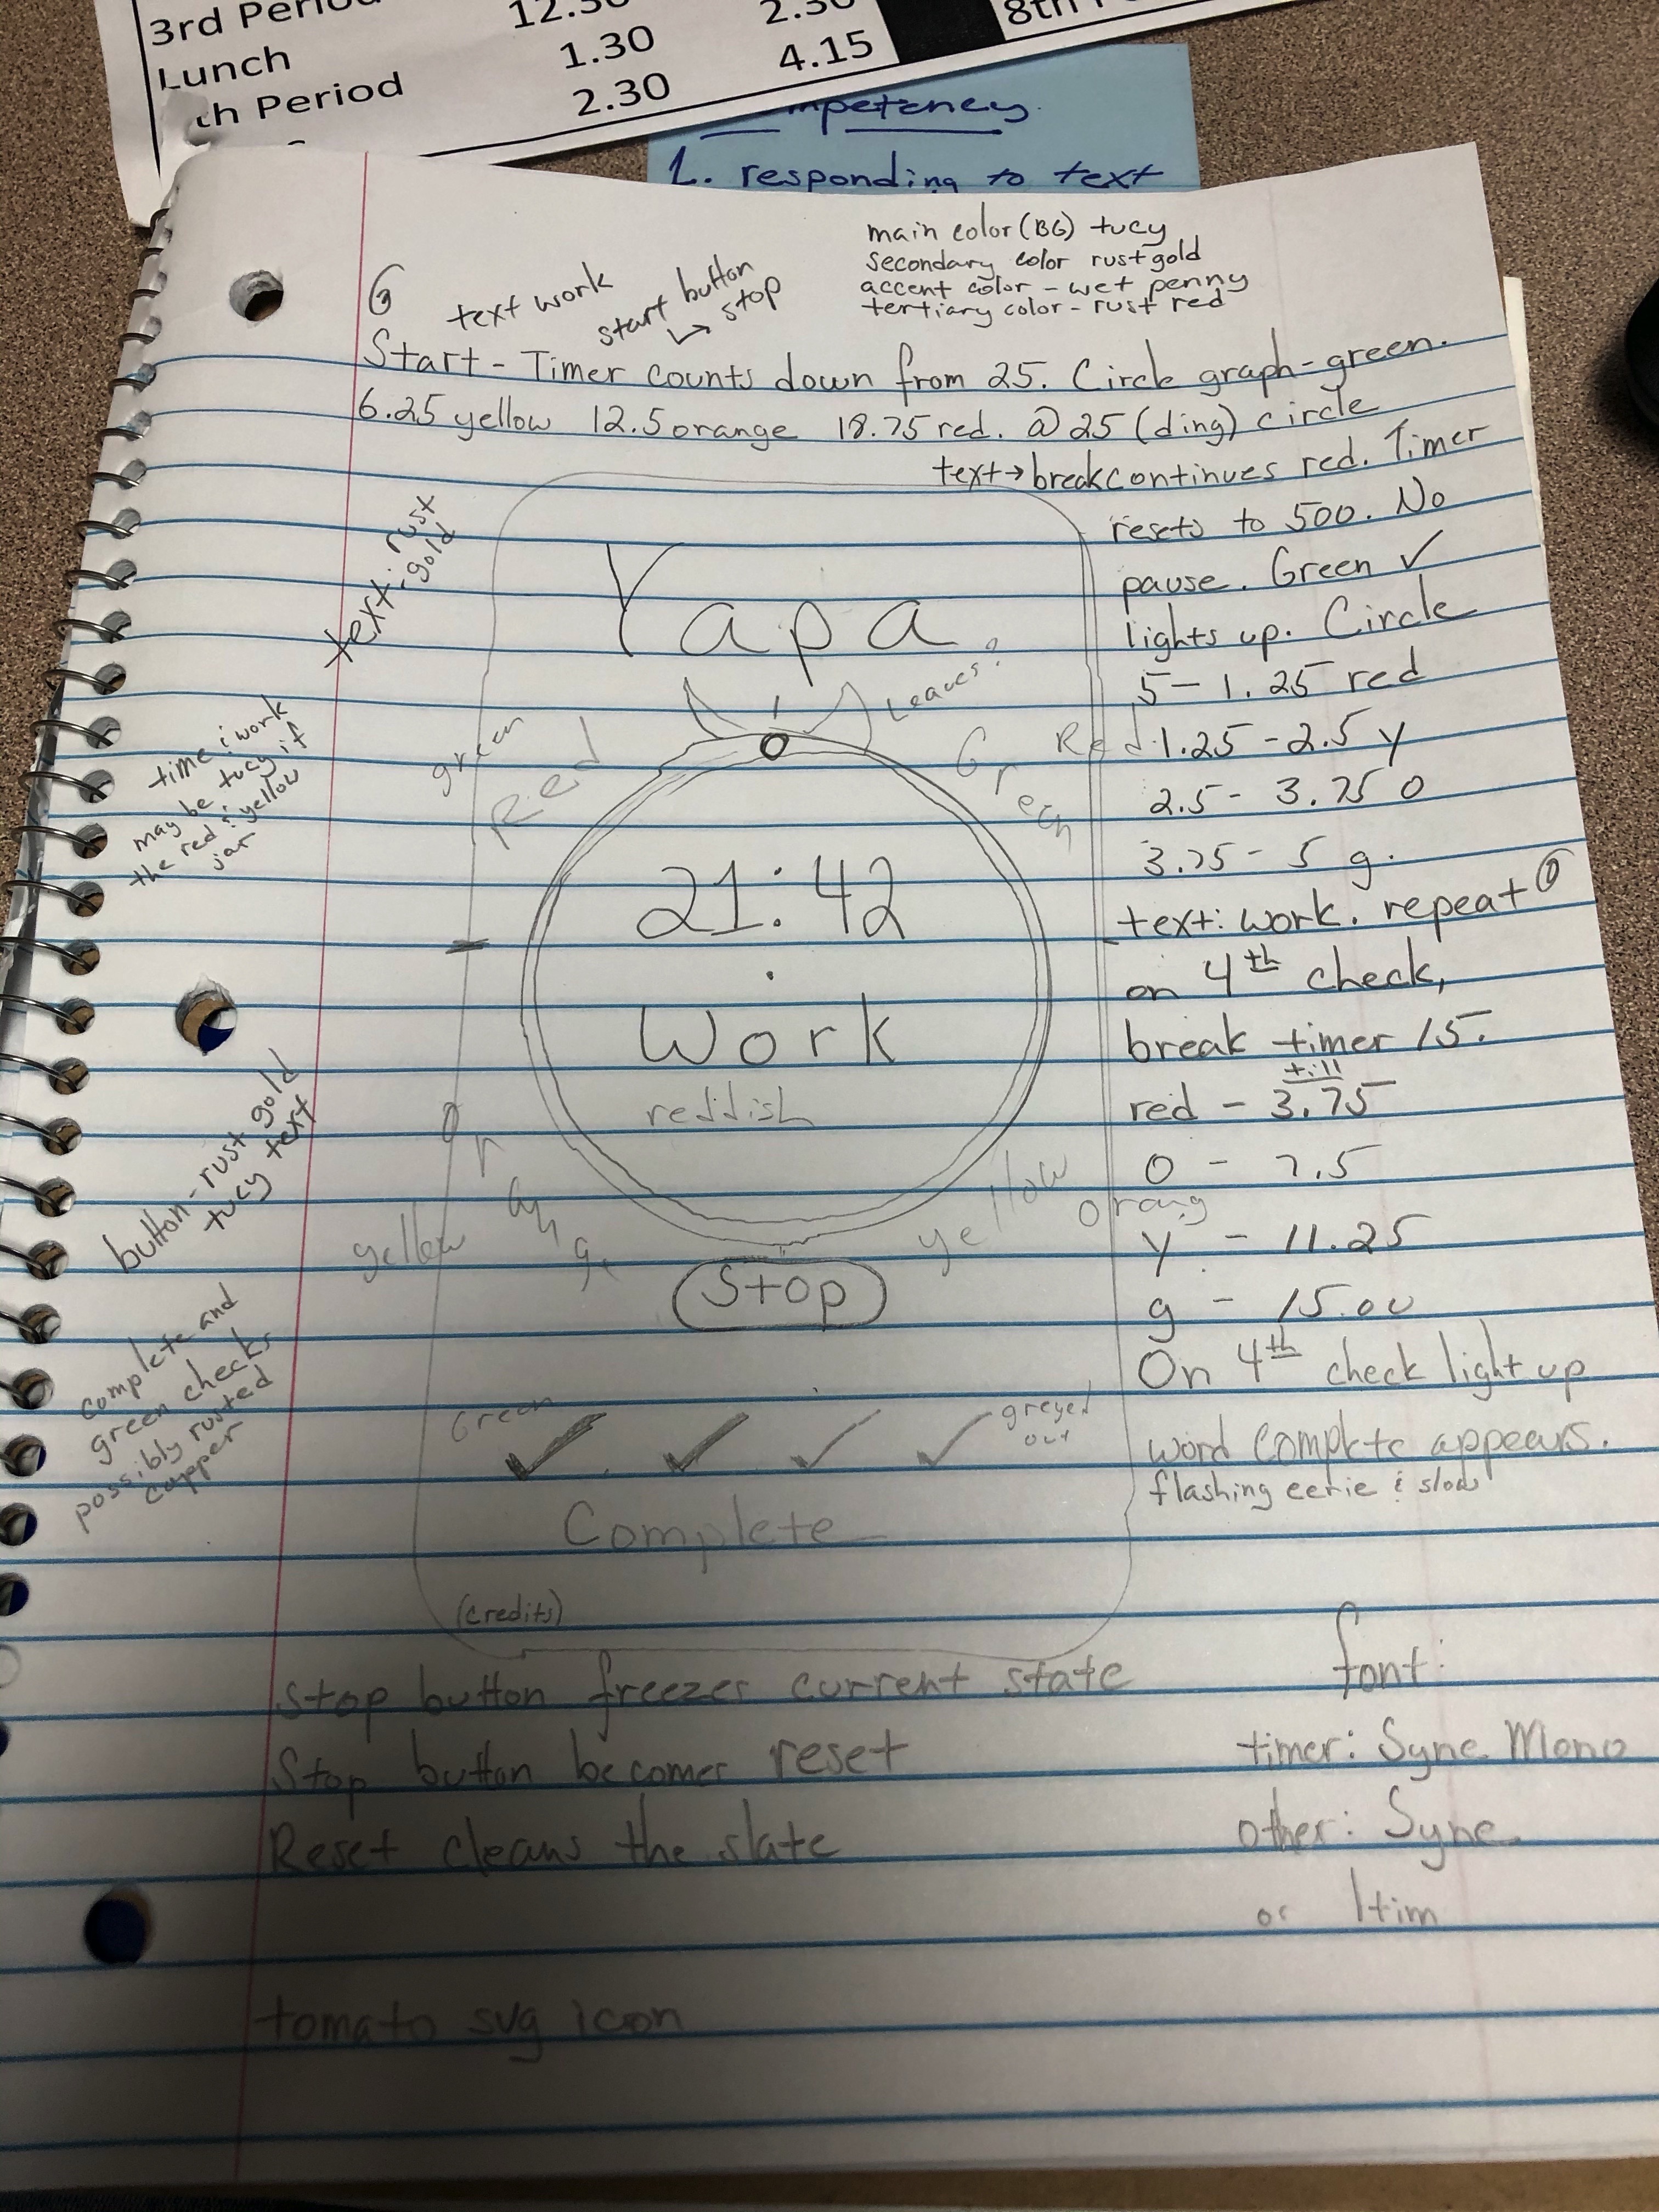 3rd Period 12.30 2.30
Lunch 1.30 4.15 8th
th Period 2.30
mpetency.
1. responding to text
main color (BG) tucy
secondary color rust gold
accent color - wet penny
tertiary color - rust red
text work
start button
↳ stop
Start - Timer counts down from 25. Circle graph - green.
6.25 yellow 12.5 orange 18.75 red. @ 25 (ding) circle
text → break continues red. Timer
resets to 500. No
pause. Green ✓
lights up. Circle
5 - 1.25 red
1.25 - 2.5 y
2.5 - 3.75 O
3.75 - 5 g.
text: work. repeat
on 4th check,
break timer 15.
till
red - 3.75
O - 7.5
y - 11.25
g - 15.00
On 4th check light up
word complete appears.
flashing eerie & slow
text: rust
- gold
time & work
may be tucy if
the red & yellow
jar
button - rust gold
tucy text
complete and
green checks
possibly rusted
copper
Yapa
Leaves?
green
Red
Green
Red
21:42
.
Work
reddish
Orange
yellow
yellow
orang
Stop
Green
✓ ✓ ✓ ✓
greyed
out
Complete
(credits)
Stop button freezes current state
Stop button becomes reset
Reset cleans the slate
font:
timer: Syne Mono
other: Syne
or Itim
tomato svg icon